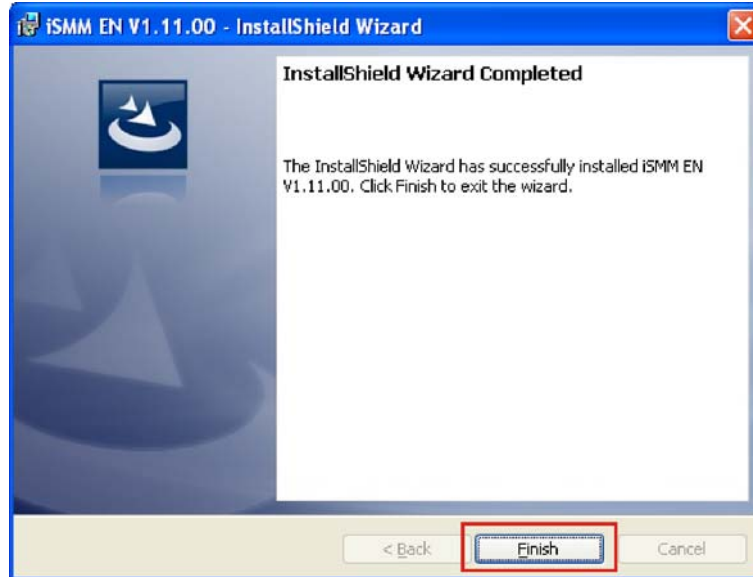 iSMM EN V1.11.00 - InstallShield Wizard
InstallShield Wizard Completed
The InstallShield Wizard has successfully installed iSMM EN
V1.11.00. Click Finish to exit the wizard.
< Back Finish Cancel